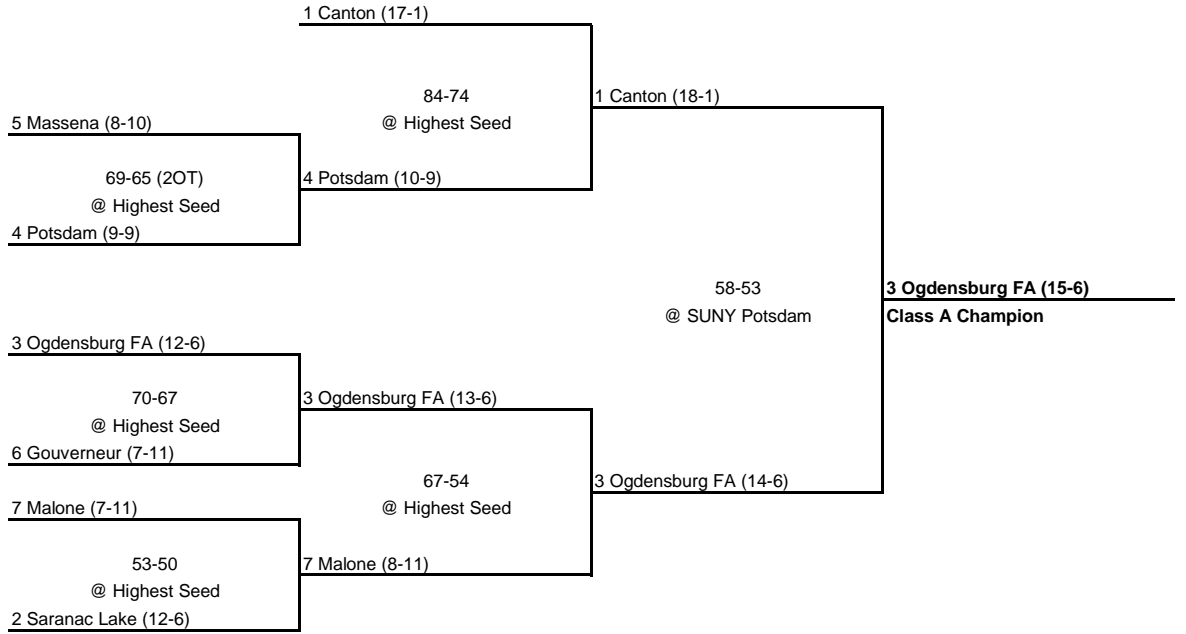 1 Canton (17-1)
84-74
@ Highest Seed
1 Canton (18-1)
5 Massena (8-10)
69-65 (2OT)
@ Highest Seed
4 Potsdam (10-9)
4 Potsdam (9-9)
58-53
@ SUNY Potsdam
3 Ogdensburg FA (15-6)
Class A Champion
3 Ogdensburg FA (12-6)
70-67
@ Highest Seed
3 Ogdensburg FA (13-6)
6 Gouverneur (7-11)
67-54
@ Highest Seed
3 Ogdensburg FA (14-6)
7 Malone (7-11)
53-50
@ Highest Seed
7 Malone (8-11)
2 Saranac Lake (12-6)